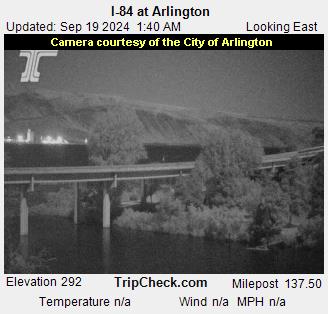 I-84 at Arlington
Updated: Sep 19 2024 1:40 AM Looking East
Camera courtesy of the City of Arlington
Elevation 292 TripCheck.com Milepost 137.50
Temperature n/a Wind n/a MPH n/a